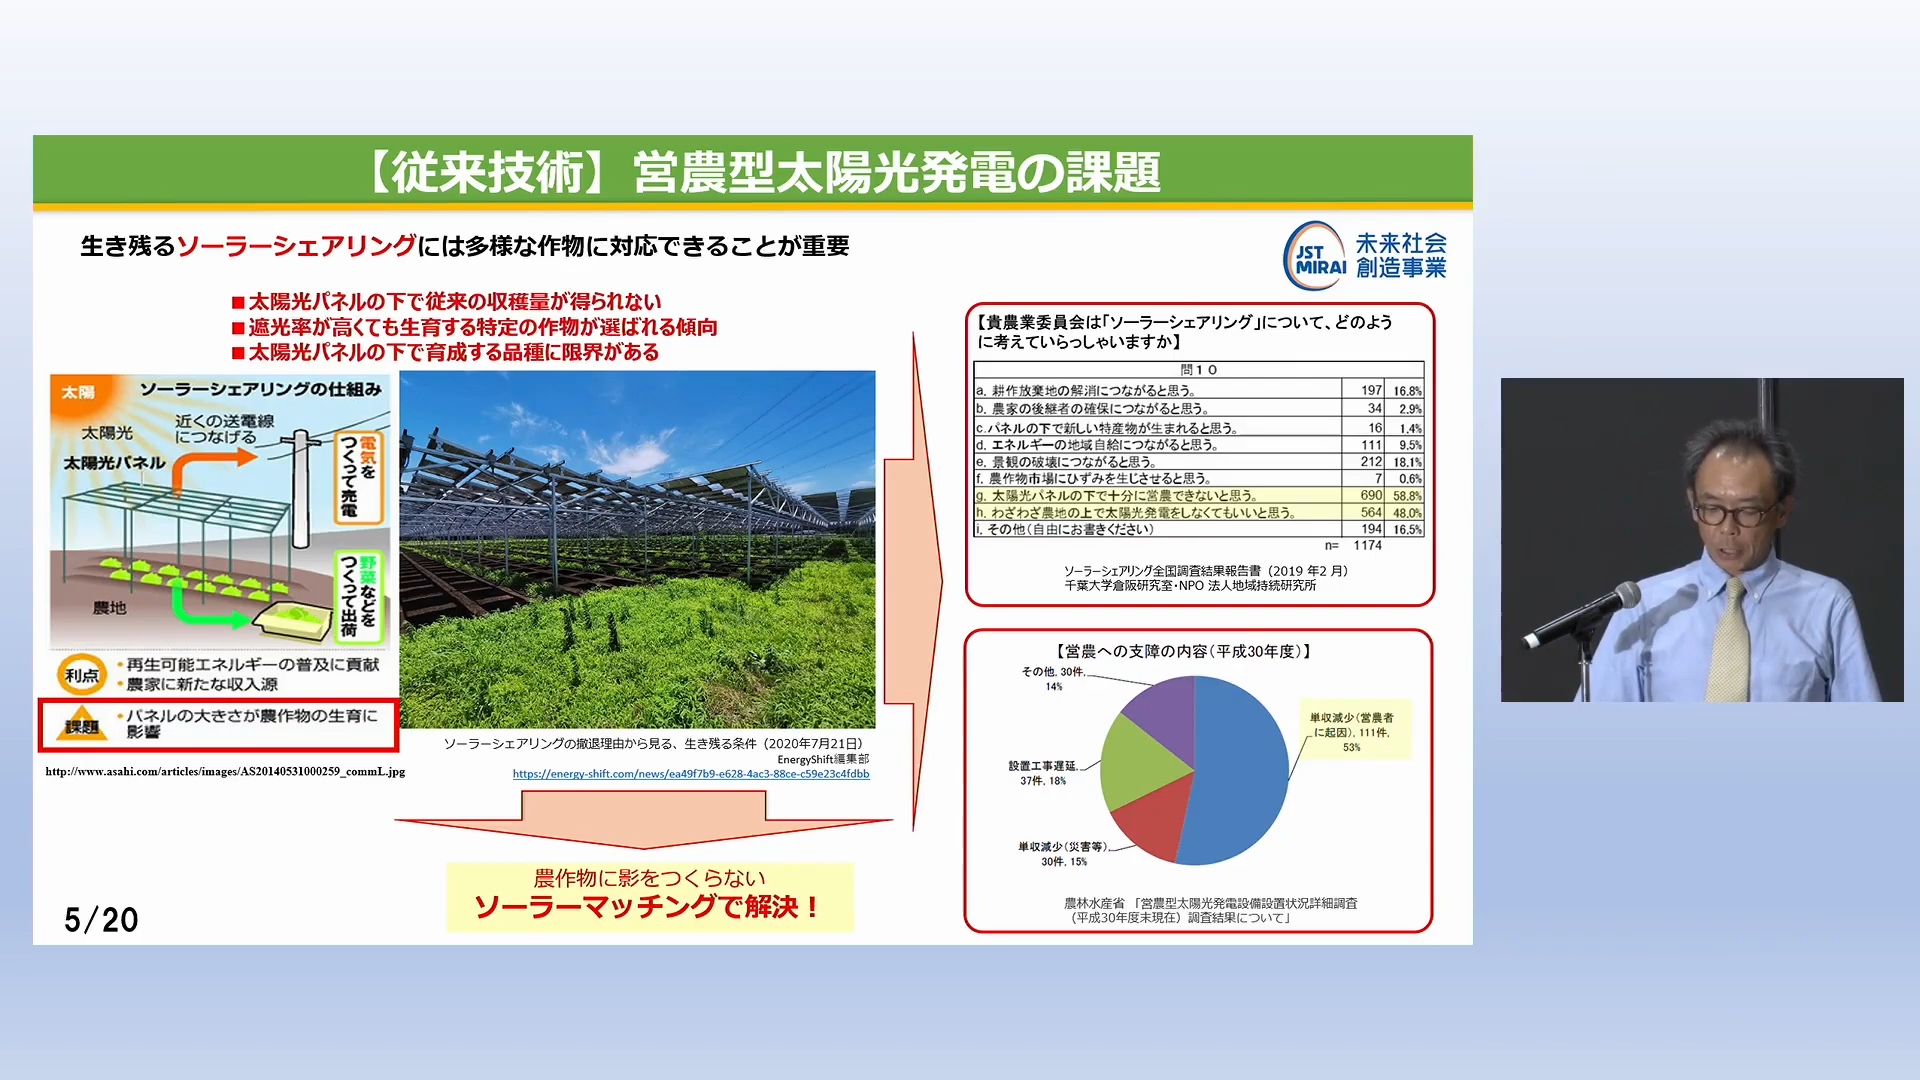 【従来技術】営農型太陽光発電の課題
生き残るソーラーシェアリングには多様な作物に対応できることが重要
JST
MIRAI
未来社会
創造事業
■太陽光パネルの下で従来の収穫量が得られない
■遮光率が高くても生育する特定の作物が選ばれる傾向
■太陽光パネルの下で育成する品種に限界がある
太陽
ソーラーシェアリングの仕組み
近くの送電線
につなげる
太陽光
太陽光パネル
電気を
つくって売電
野菜などを
つくって出荷
農地
利点
・再生可能エネルギーの普及に貢献
・農家に新たな収入源
課題
・パネルの大きさが農作物の生育に
影響
http://www.asahi.com/articles/images/AS20140531000259_commL.jpg
ソーラーシェアリングの撤退理由から見る、生き残る条件（2020年7月21日）
EnergyShift編集部
https://energy-shift.com/news/ea49f7b9-e628-4ac3-88ce-c59e23c4fdbb
農作物に影をつくらない
ソーラーマッチングで解決！
5/20
【貴農業委員会は「ソーラーシェアリング」について、どのよう
に考えていらっしゃいますか】
問１０
a. 耕作放棄地の解消につながると思う。 197 16.8%
b. 農家の後継者の確保につながると思う。 34 2.9%
c. パネルの下で新しい特産物が生まれると思う。 16 1.4%
d. エネルギーの地域自給につながると思う。 111 9.5%
e. 景観の破壊につながると思う。 212 18.1%
f. 農作物市場にひずみを生じさせると思う。 7 0.6%
g. 太陽光パネルの下で十分に営農できないと思う。 690 58.8%
h. わざわざ農地の上で太陽光発電をしなくてもいいと思う。 564 48.0%
i. その他（自由にお書きください） 194 16.5%
n= 1174
ソーラーシェアリング全国調査結果報告書（2019 年2 月）
千葉大学倉阪研究室・NPO 法人地域持続研究所
【営農への支障の内容（平成30年度）】
その他, 30件,
14%
単収減少（営農者
に起因）, 111件,
53%
設置工事遅延,
37件, 18%
単収減少（災害等）,
30件, 15%
農林水産省 「営農型太陽光発電設備設置状況詳細調査
（平成30年度末現在）調査結果について」